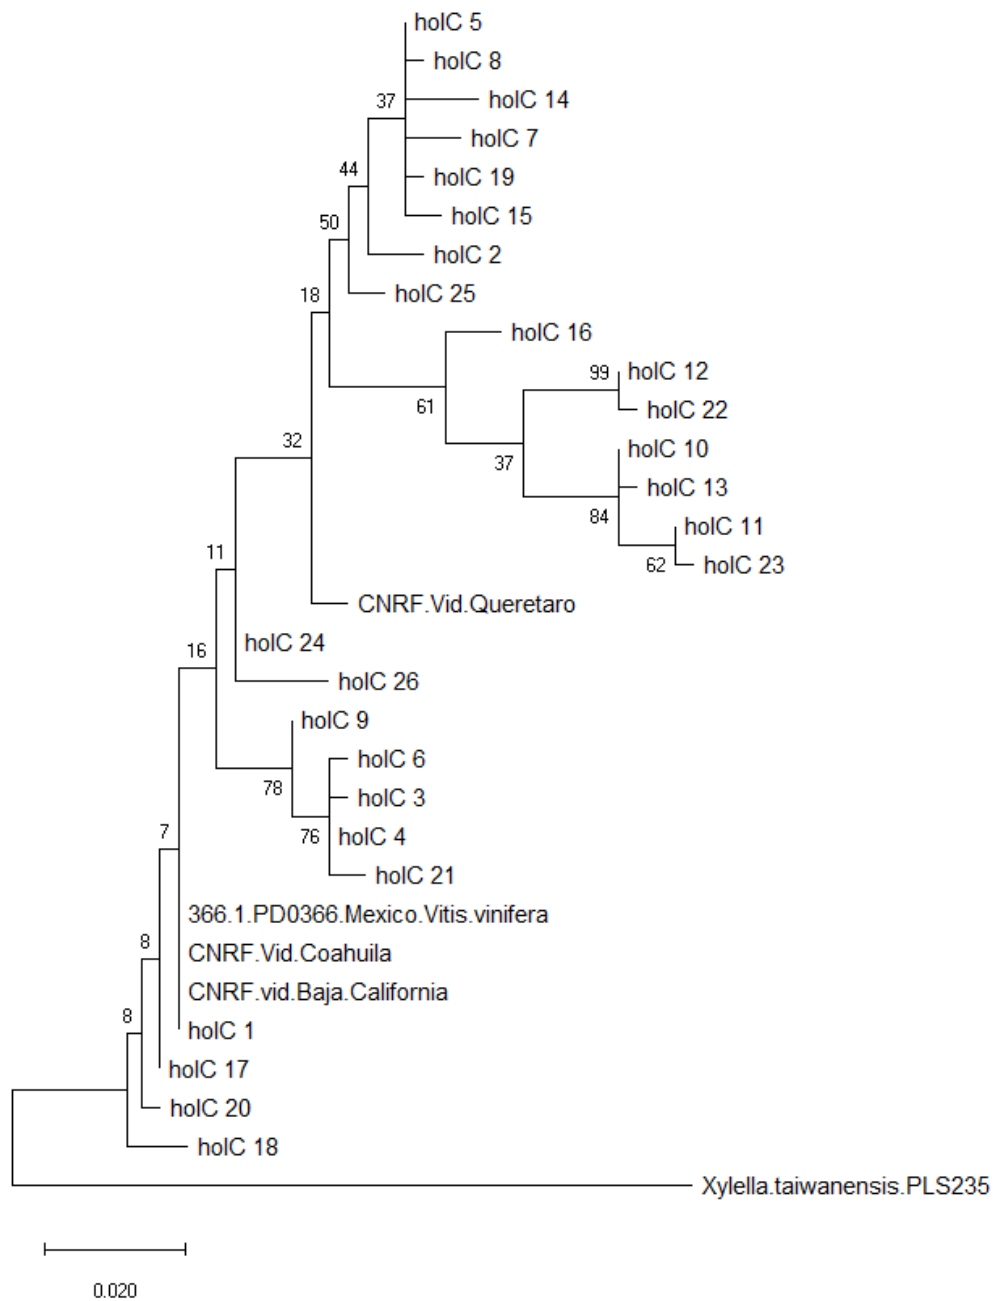 holC 5
holC 8
37
holC 14
holC 7
44
holC 19
50
holC 15
holC 2
18
holC 25
holC 16
99
holC 12
61
holC 22
32
holC 10
37
holC 13
84
holC 11
11
62
holC 23
CNRF.Vid.Queretaro
16
holC 24
holC 26
holC 9
78
holC 6
holC 3
7
76
holC 4
holC 21
366.1.PD0366.Mexico.Vitis.vinifera
8
CNRF.Vid.Coahuila
CNRF.vid.Baja.California
8
holC 1
holC 17
holC 20
holC 18
Xylella.taiwanensis.PLS235
0.020